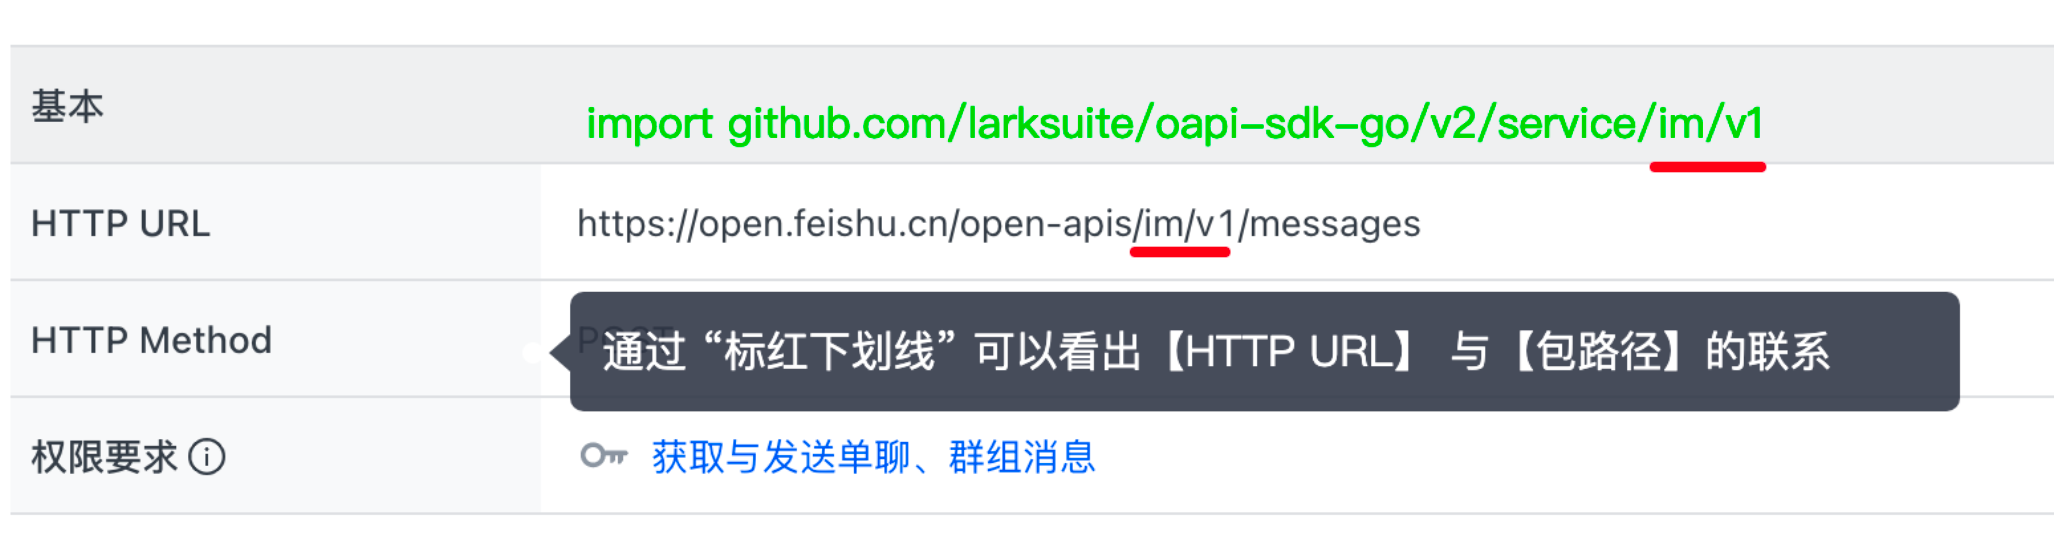 基本
import github.com/larksuite/oapi-sdk-go/v2/service/im/v1
HTTP URL
https://open.feishu.cn/open-apis/im/v1/messages
HTTP Method
POST
通过 “标红下划线” 可以看出【HTTP URL】 与【包路径】的联系
权限要求
获取与发送单聊、群组消息